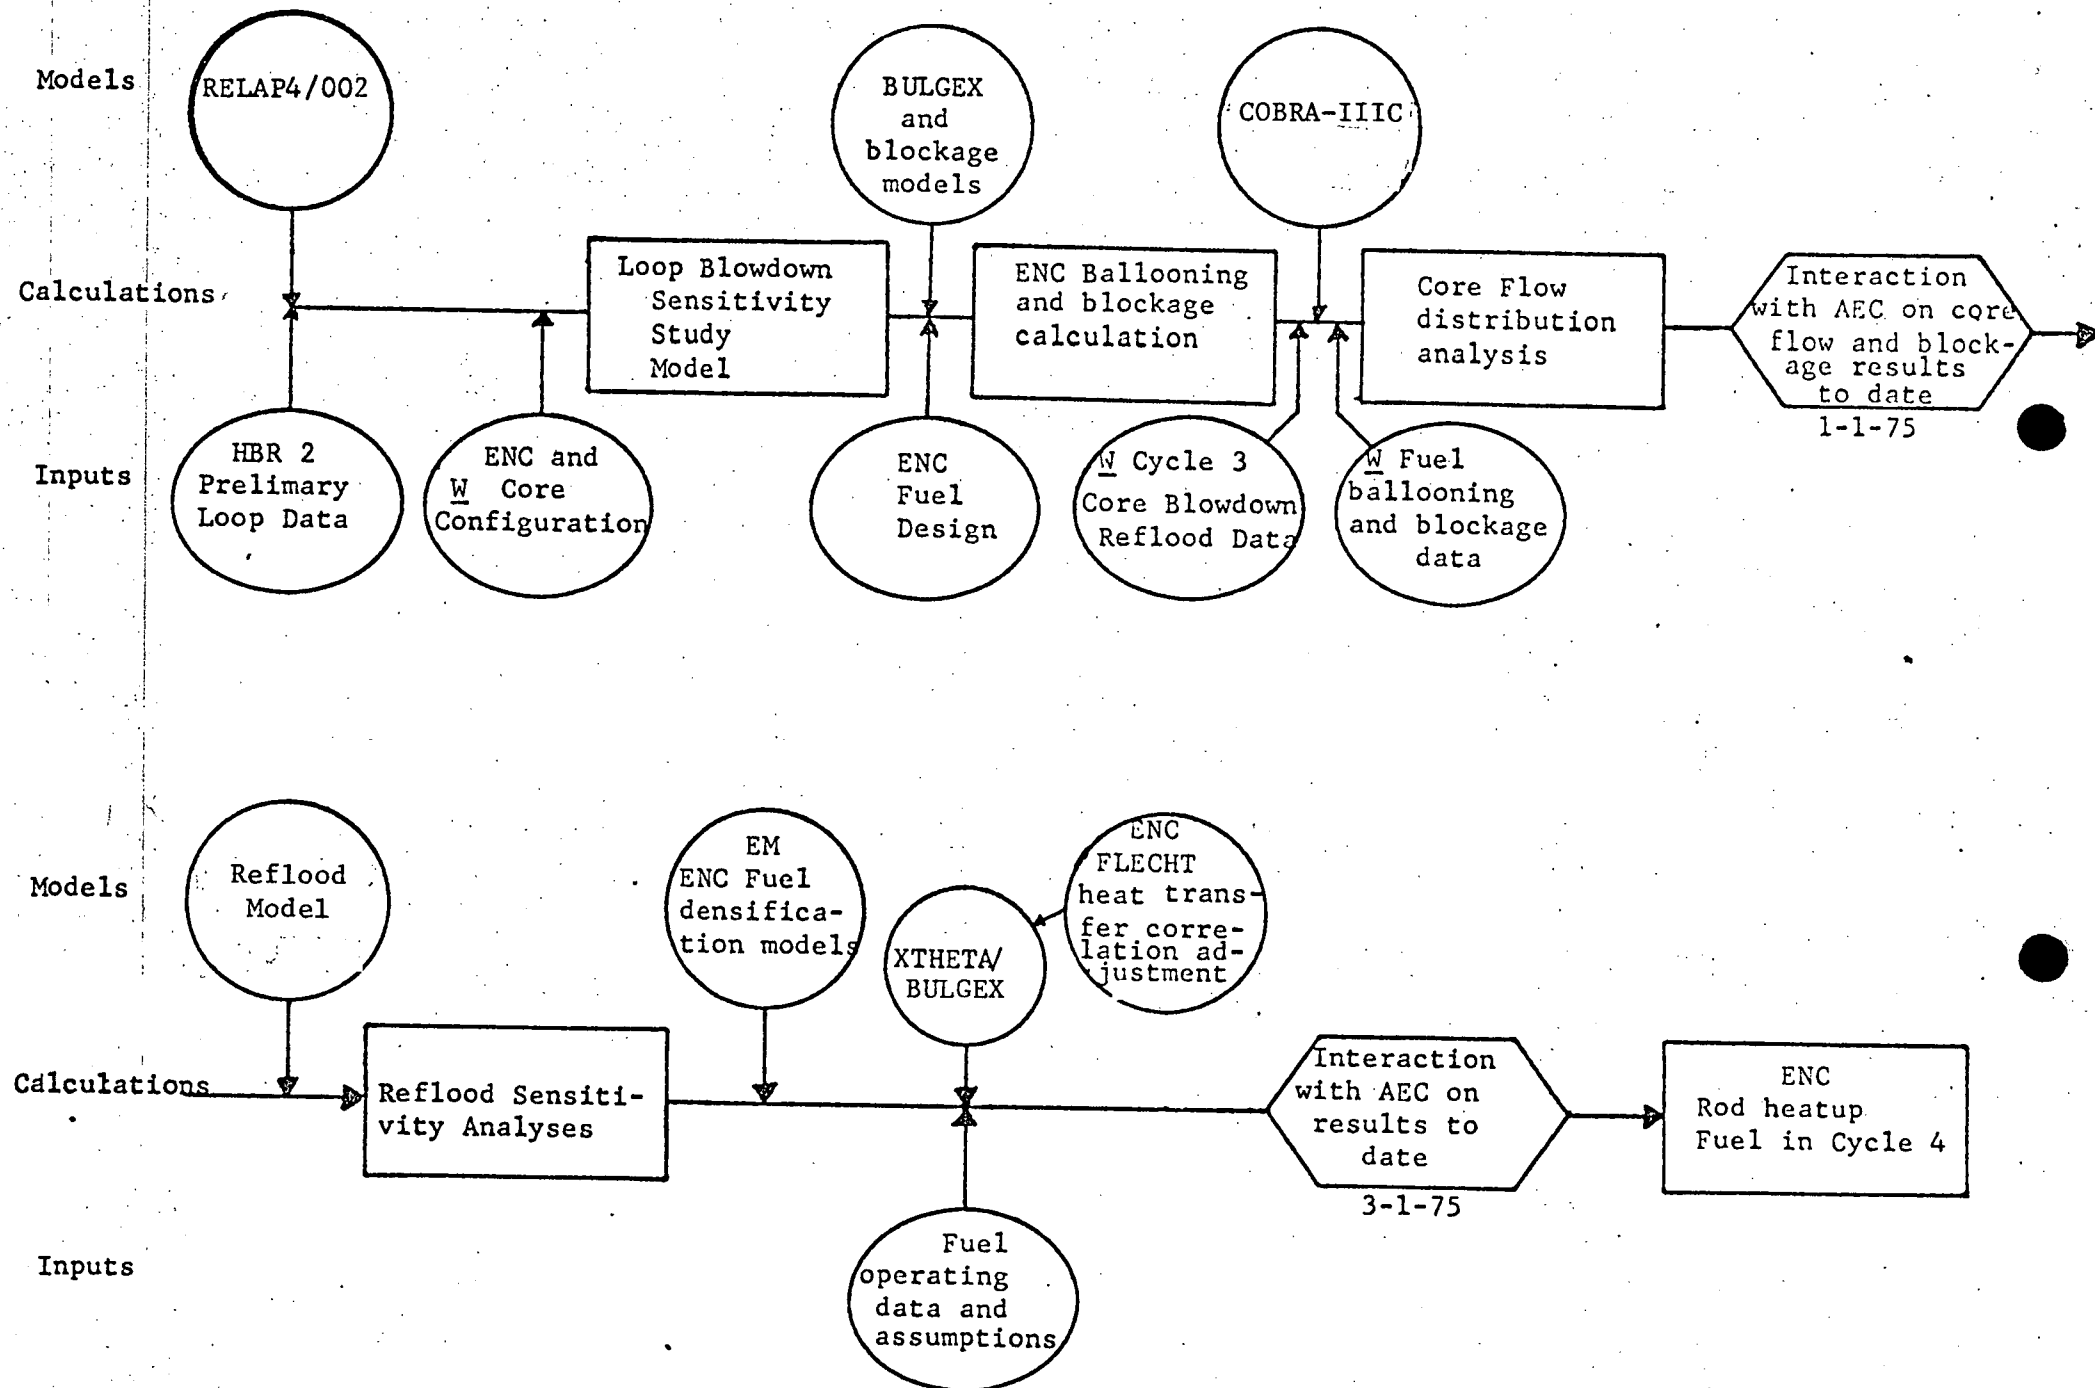 Models
RELAP4/002
BULGEX
and
blockage
models
COBRA-IIIC
Calculations
Loop Blowdown
Sensitivity
Study
Model
ENC Ballooning
and blockage
calculation
Core Flow
distribution
analysis
Interaction
with AEC on core
flow and block-
age results
to date
1-1-75
Inputs
HBR 2
Prelimary
Loop Data
ENC and
W Core
Configuration
ENC
Fuel
Design
W Cycle 3
Core Blowdown
Reflood Data
W Fuel
ballooning
and blockage
data
Models
Reflood
Model
EM
ENC Fuel
densifica-
tion models
XTHETA/
BULGEX
ENC
FLECHT
heat trans-
fer corre-
lation ad-
justment
Calculations
Reflood Sensiti-
vity Analyses
Interaction
with AEC on
results to
date
3-1-75
ENC
Rod heatup
Fuel in Cycle 4
Inputs
Fuel
operating
data and
assumptions